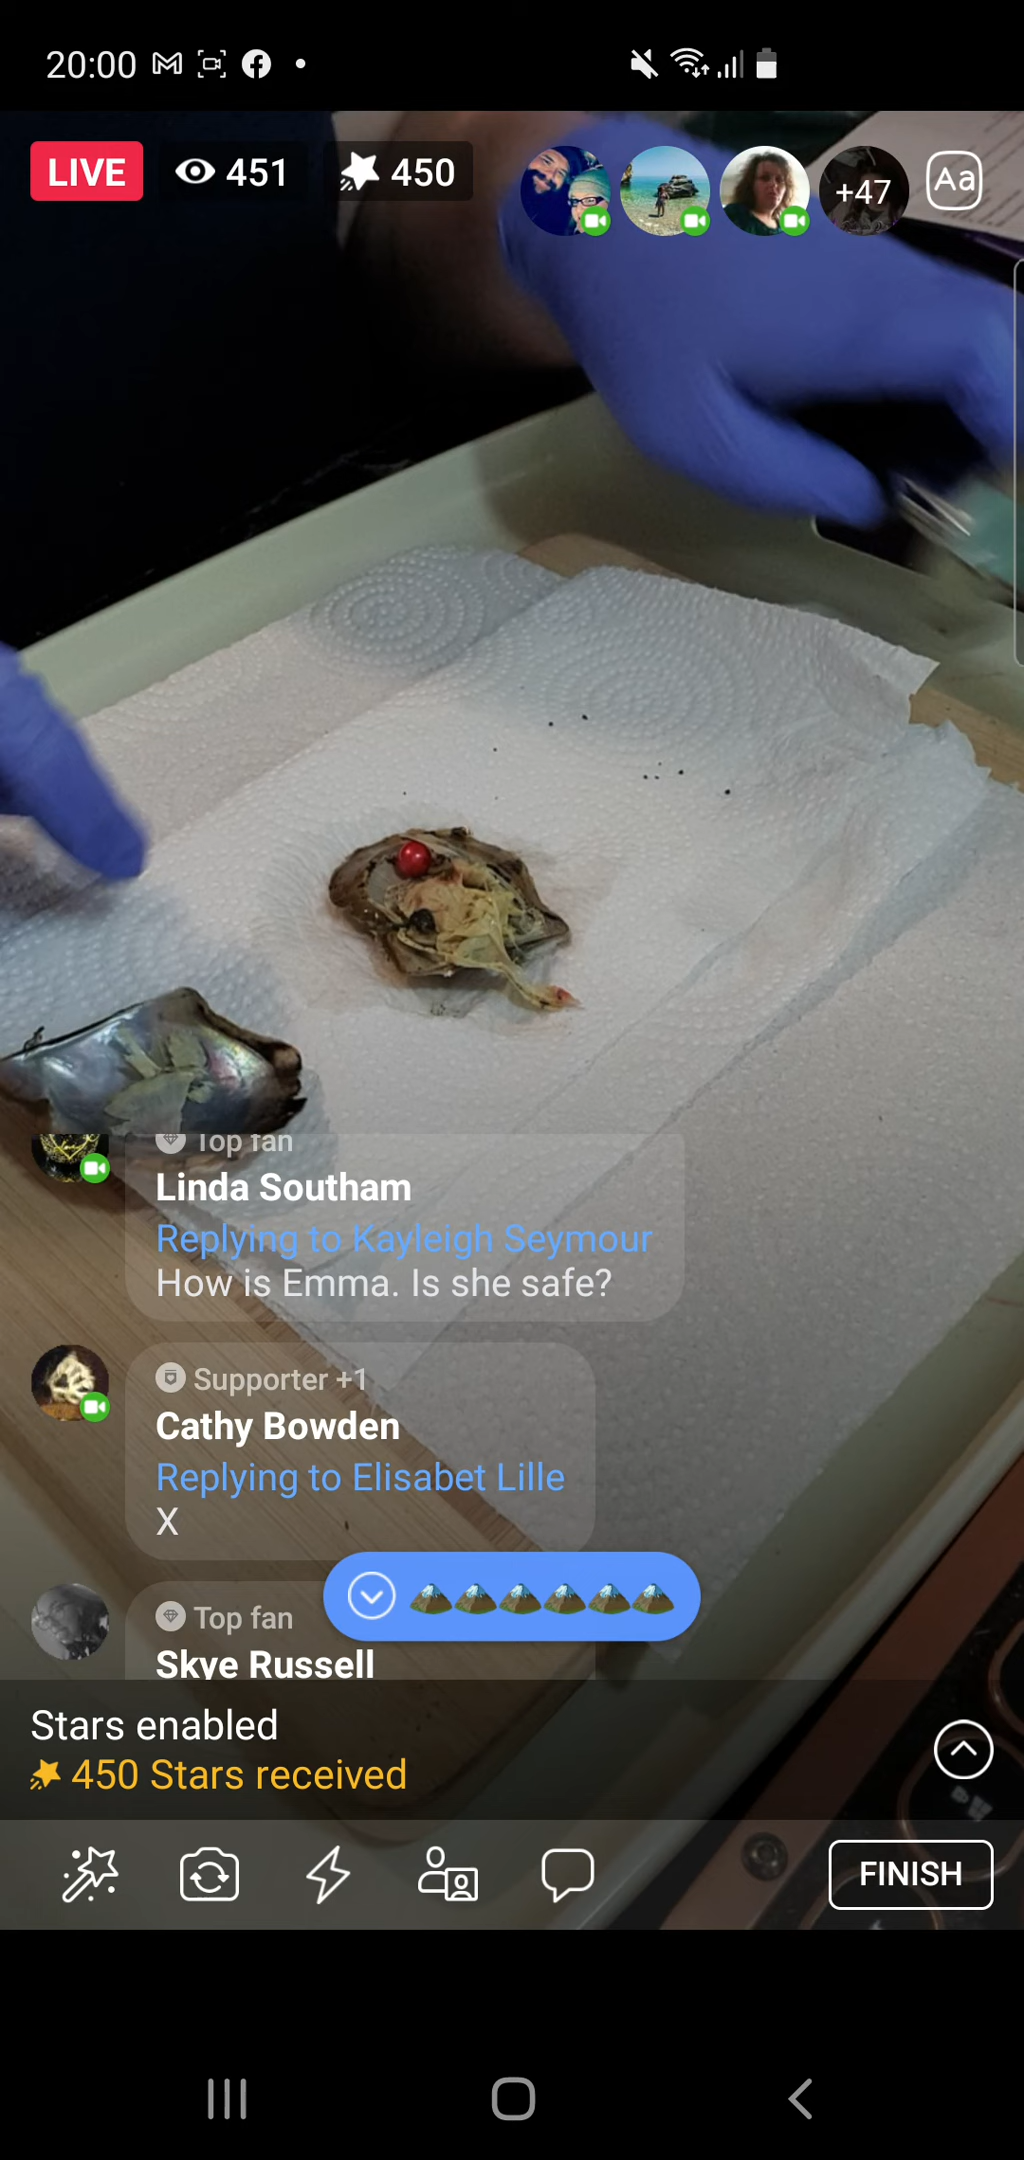 20:00
LIVE 451 450 +47 Aa
Top fan
Linda Southam
Replying to Kayleigh Seymour
How is Emma. Is she safe?
Supporter +1
Cathy Bowden
Replying to Elisabet Lille
X
Top fan
Skye Russell
Stars enabled
450 Stars received
FINISH